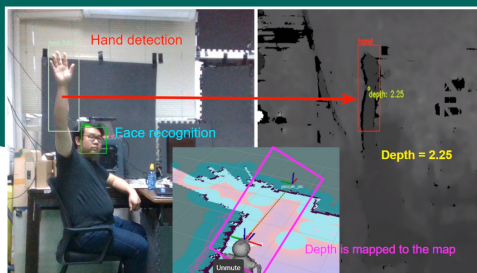 Hand detection
Face recognition
depth: 2.25
Depth = 2.25
Depth is mapped to the map
Unmute